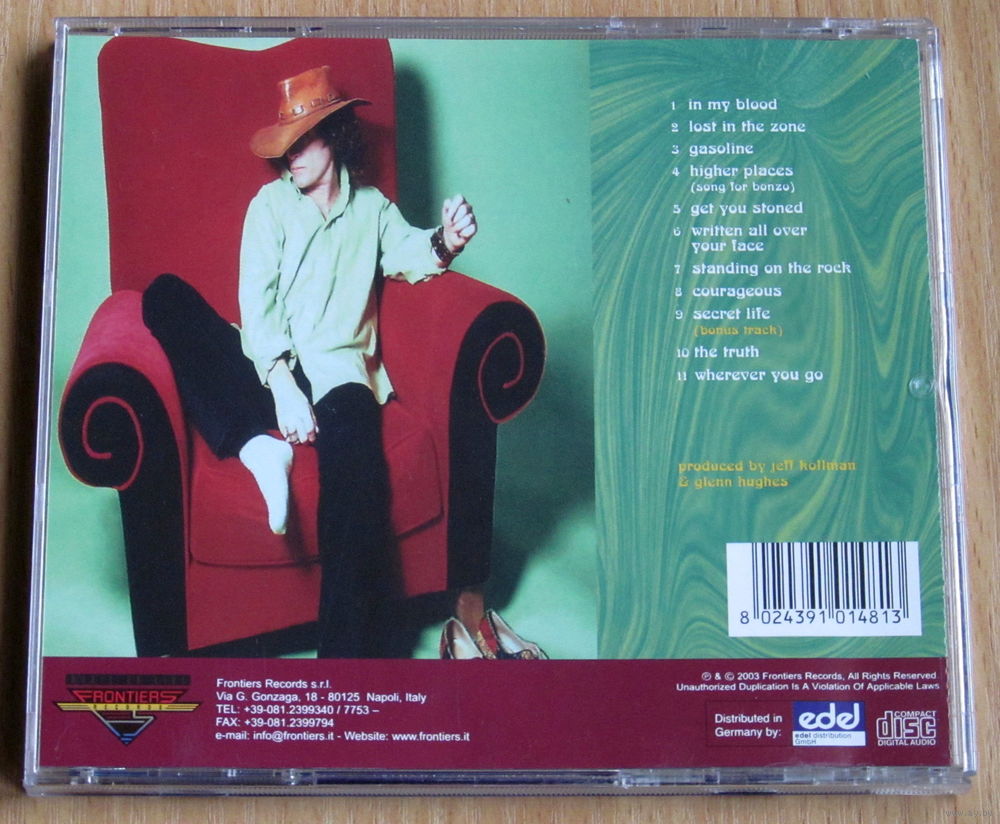 1 in my blood
2 lost in the zone
3 gasoline
4 higher places
(song for bonzo)
5 get you stoned
6 written all over
your face
7 standing on the rock
8 courageous
9 secret life
(bonus track)
10 the truth
11 wherever you go
produced by jeff kollman
& glenn hughes
8 024391 014813
FRONTIERS
RECORDS
Frontiers Records s.r.l.
Via G. Gonzaga, 18 - 80125 Napoli, Italy
TEL: +39-081.2399340 / 7753 –
FAX: +39-081.2399794
e-mail: info@frontiers.it - Website: www.frontiers.it
℗ & © 2003 Frontiers Records, All Rights Reserved.
Unauthorized Duplication Is A Violation Of Applicable Laws
Distributed in
Germany by:
edel
edel distribution
GmbH
COMPACT
disc
DIGITAL AUDIO